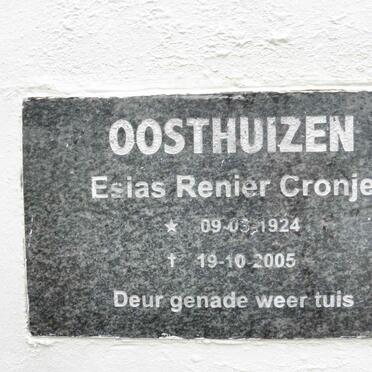 OOSTHUIZEN
Esias Renier Cronje
★ 09-03-1924
† 19-10-2005
Deur genade weer tuis